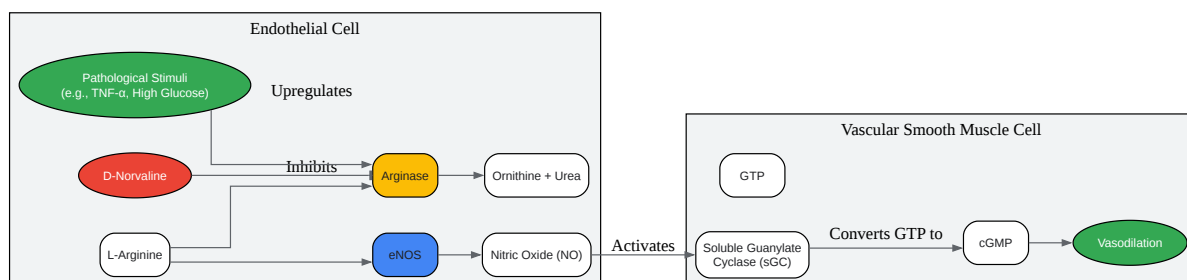 Endothelial Cell
Pathological Stimuli
(e.g., TNF-α, High Glucose)
Upregulates
Vascular Smooth Muscle Cell
D-Norvaline
Inhibits
Arginase
Ornithine + Urea
GTP
L-Arginine
eNOS
Nitric Oxide (NO)
Activates
Soluble Guanylate
Cyclase (sGC)
Converts GTP to
cGMP
Vasodilation